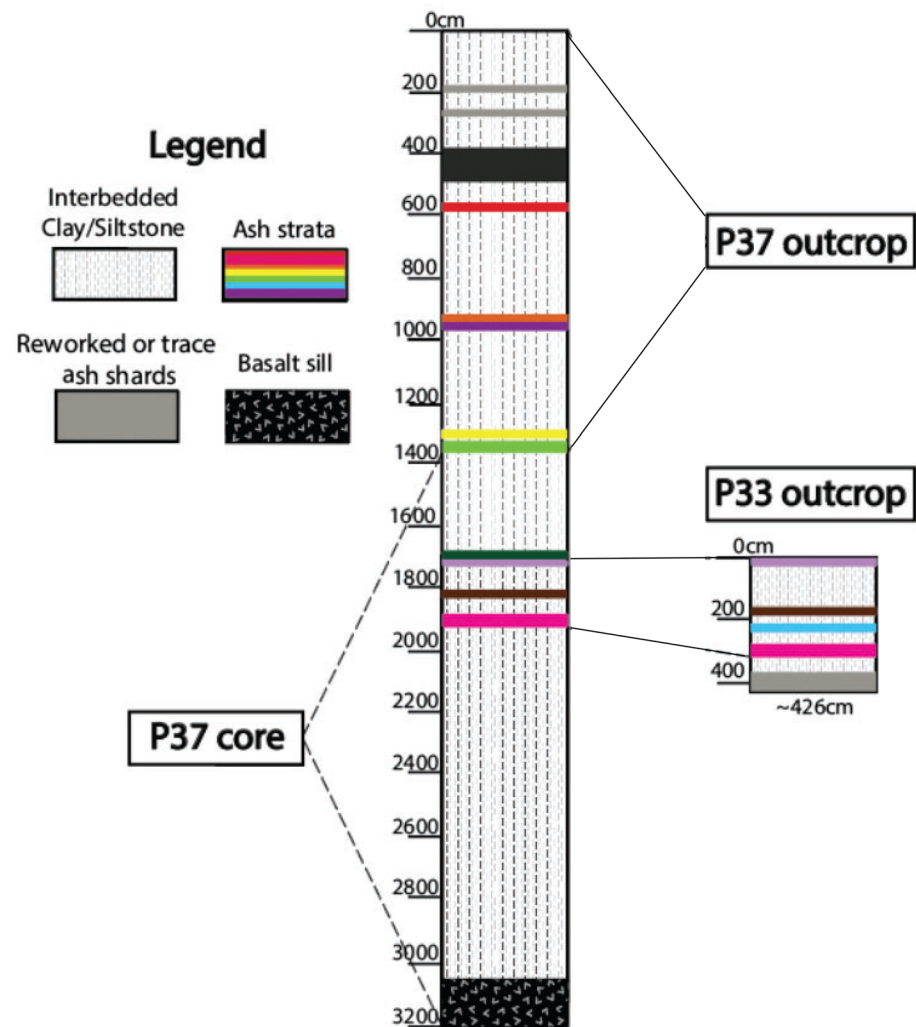 Legend
Interbedded
Clay/Siltstone
Ash strata
Reworked or trace
ash shards
Basalt sill
0cm
200
400
600
800
1000
1200
1400
1600
1800
2000
2200
2400
2600
2800
3000
3200
P37 outcrop
P33 outcrop
0cm
200
400
~426cm
P37 core